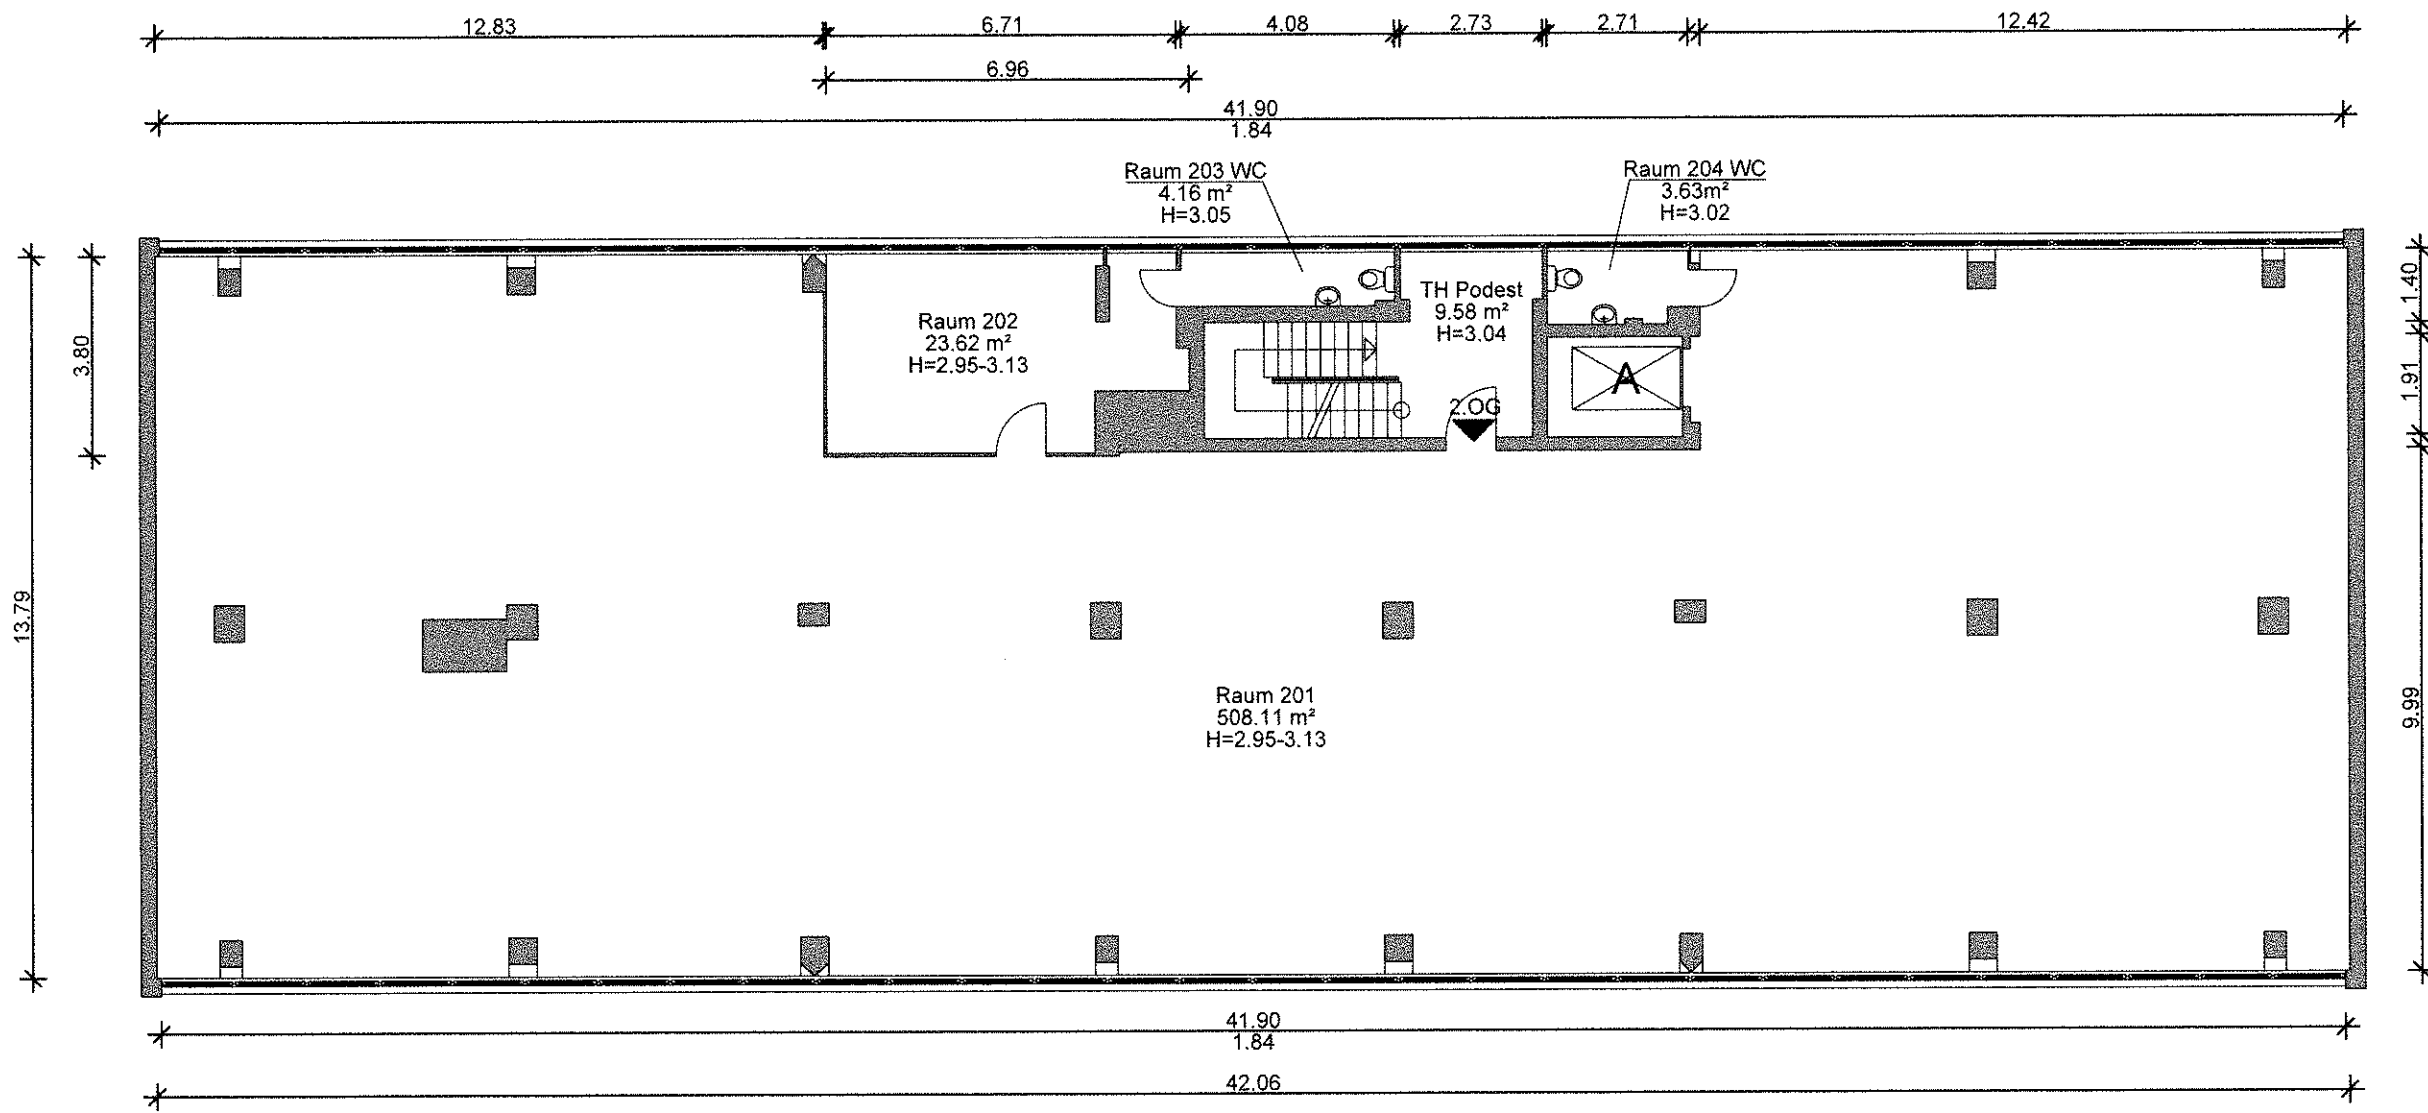 12.83
6.71
4.08
2.73
2.71
12.42
6.96
41.90
1.84
Raum 203 WC
4.16 m²
H=3.05
Raum 204 WC
3.63m²
H=3.02
TH Podest
9.58 m²
H=3.04
Raum 202
23.62 m²
H=2.95-3.13
3.80
1.40
1.91
A
2.OG
13.79
9.99
Raum 201
508.11 m²
H=2.95-3.13
41.90
1.84
42.06